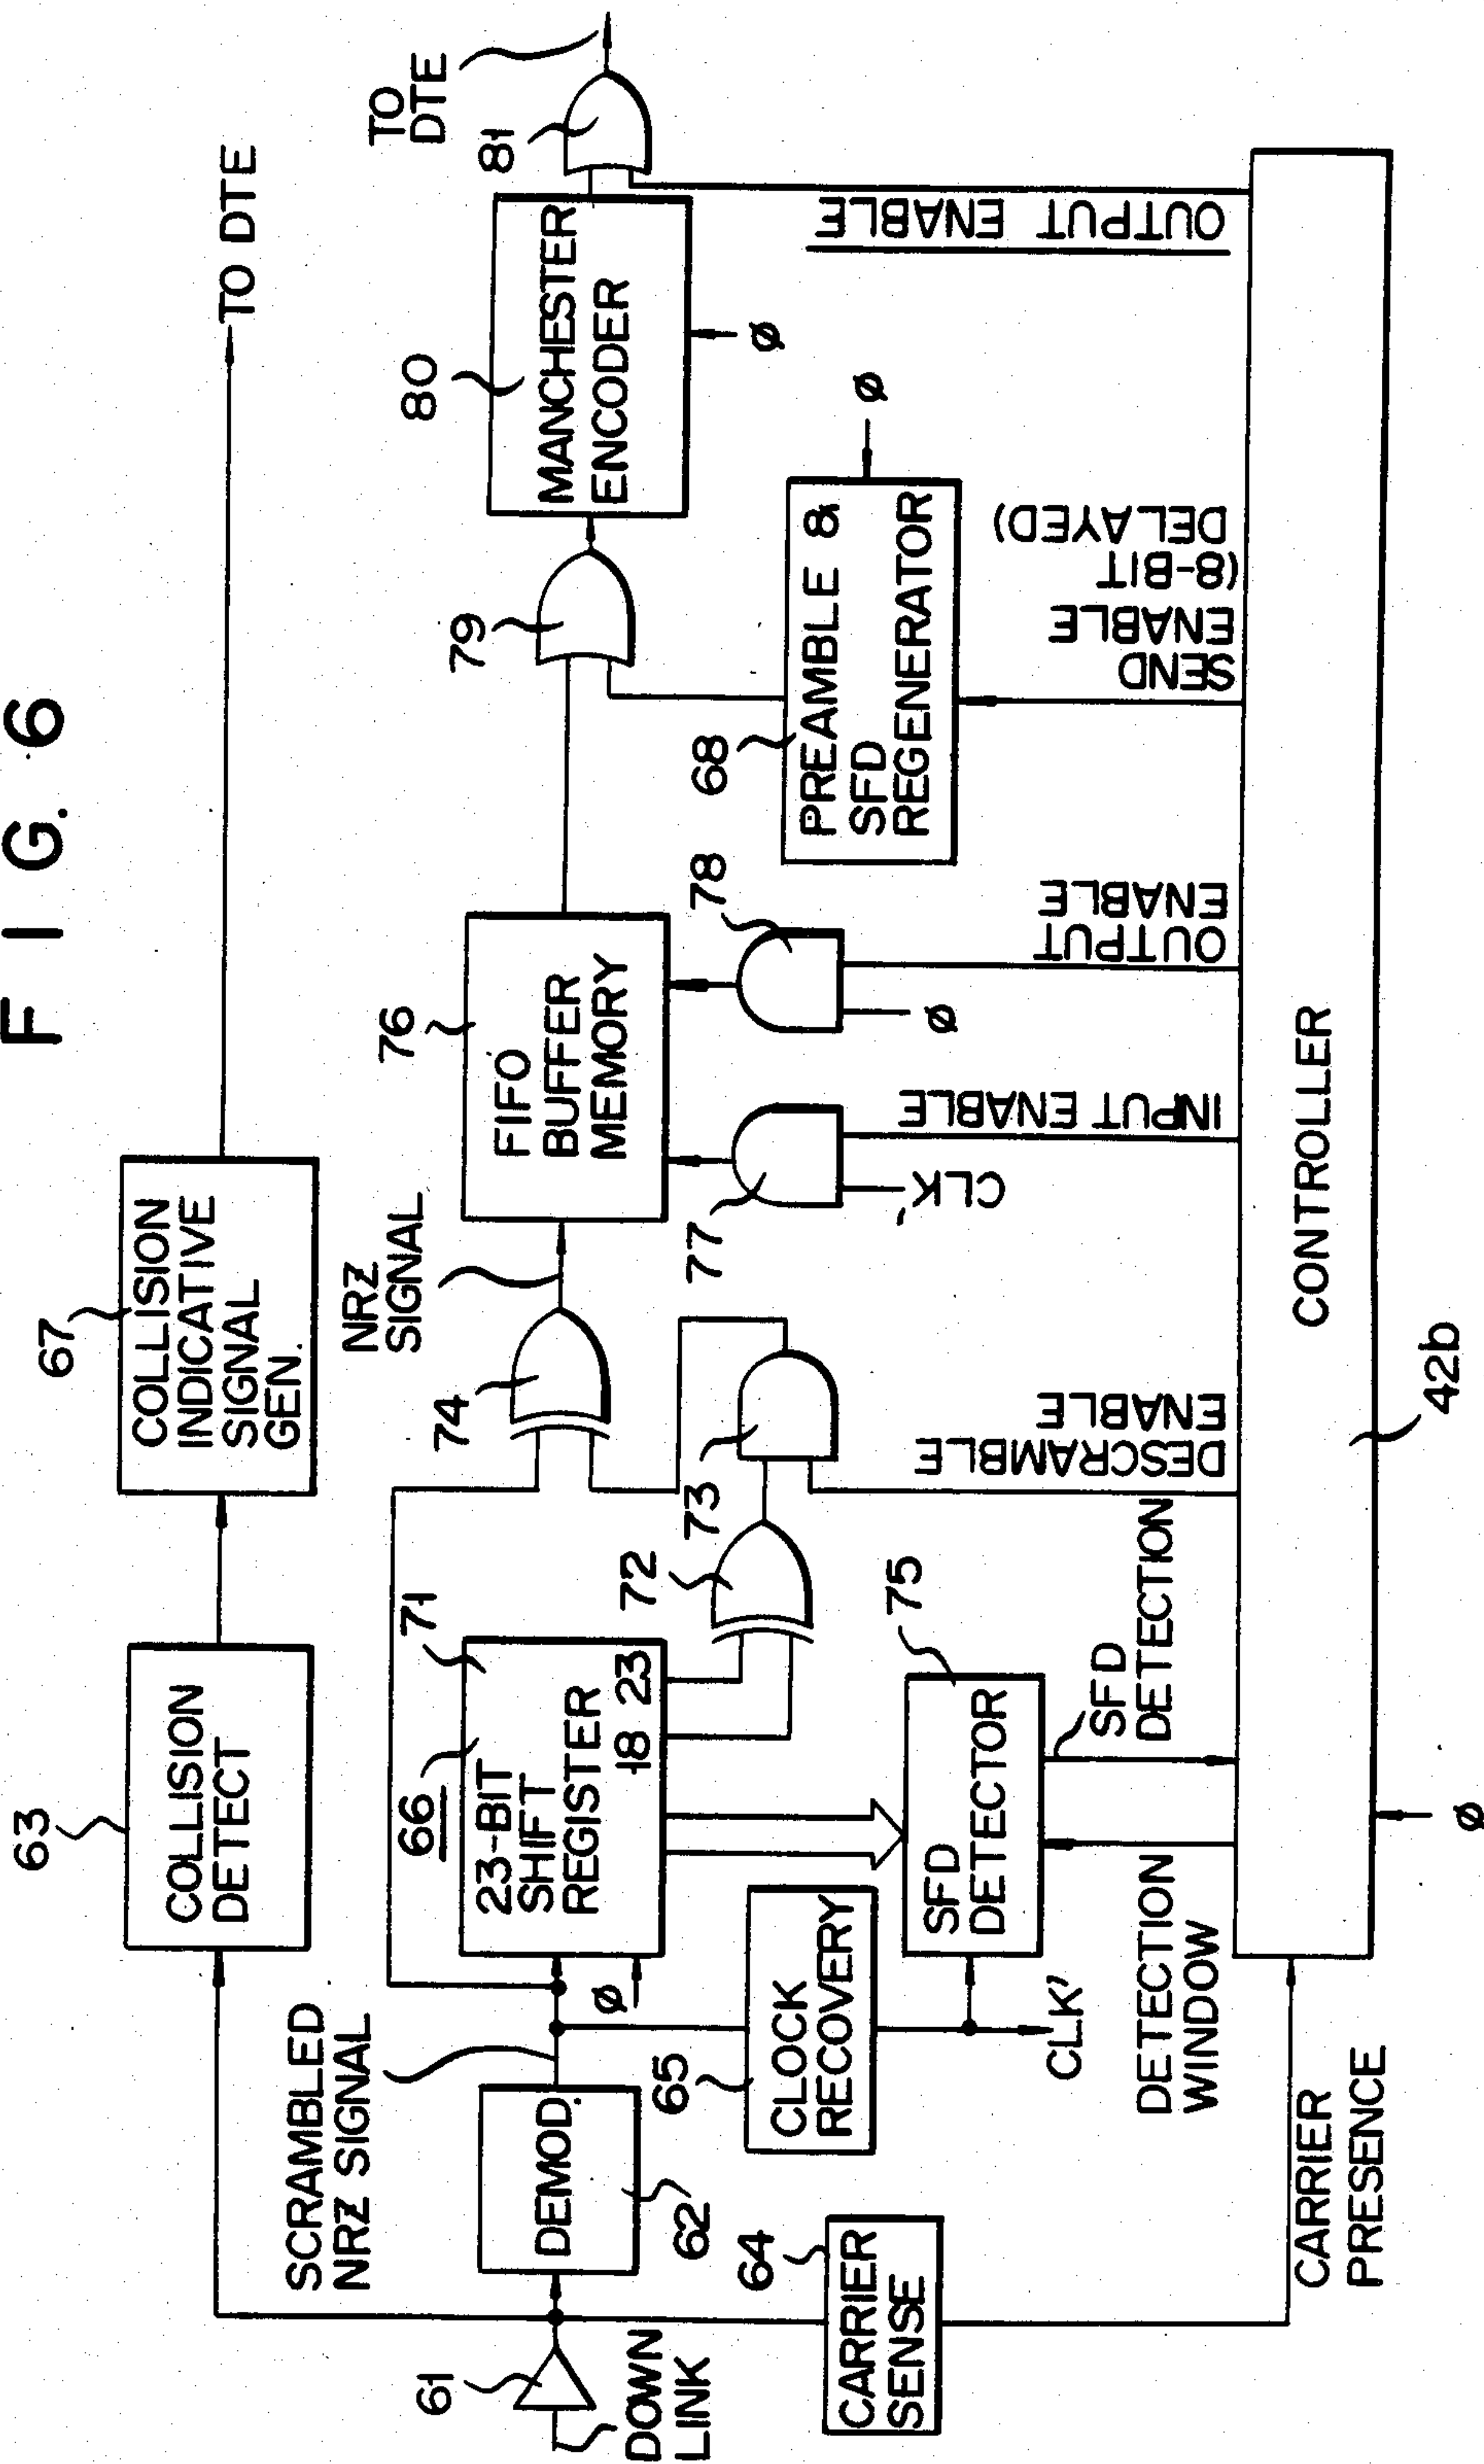 FIG. 6
63
COLLISION
DETECT
67
COLLISION
INDICATIVE
SIGNAL
GEN.
TO DTE
SCRAMBLED
NRZ SIGNAL
61
DOWN
LINK
DEMOD.
62
66
71
23-BIT
SHIFT
REGISTER
18 23
Ø
72
73
74
NRZ
SIGNAL
76
FIFO
BUFFER
MEMORY
77
CLK'
78
Ø
79
80
MANCHESTER
ENCODER
Ø
81
TO
DTE
64
CARRIER
SENSE
65
CLOCK
RECOVERY
CLK'
75
SFD
DETECTOR
68
PREAMBLE &
SFD
REGENERATOR
Ø
CARRIER
PRESENCE
DETECTION
WINDOW
SFD
DETECTION
DESCRAMBLE
ENABLE
INPUT ENABLE
OUTPUT
ENABLE
SEND
ENABLE
(8-BIT
DELAYED)
OUTPUT ENABLE
CONTROLLER
42b
Ø